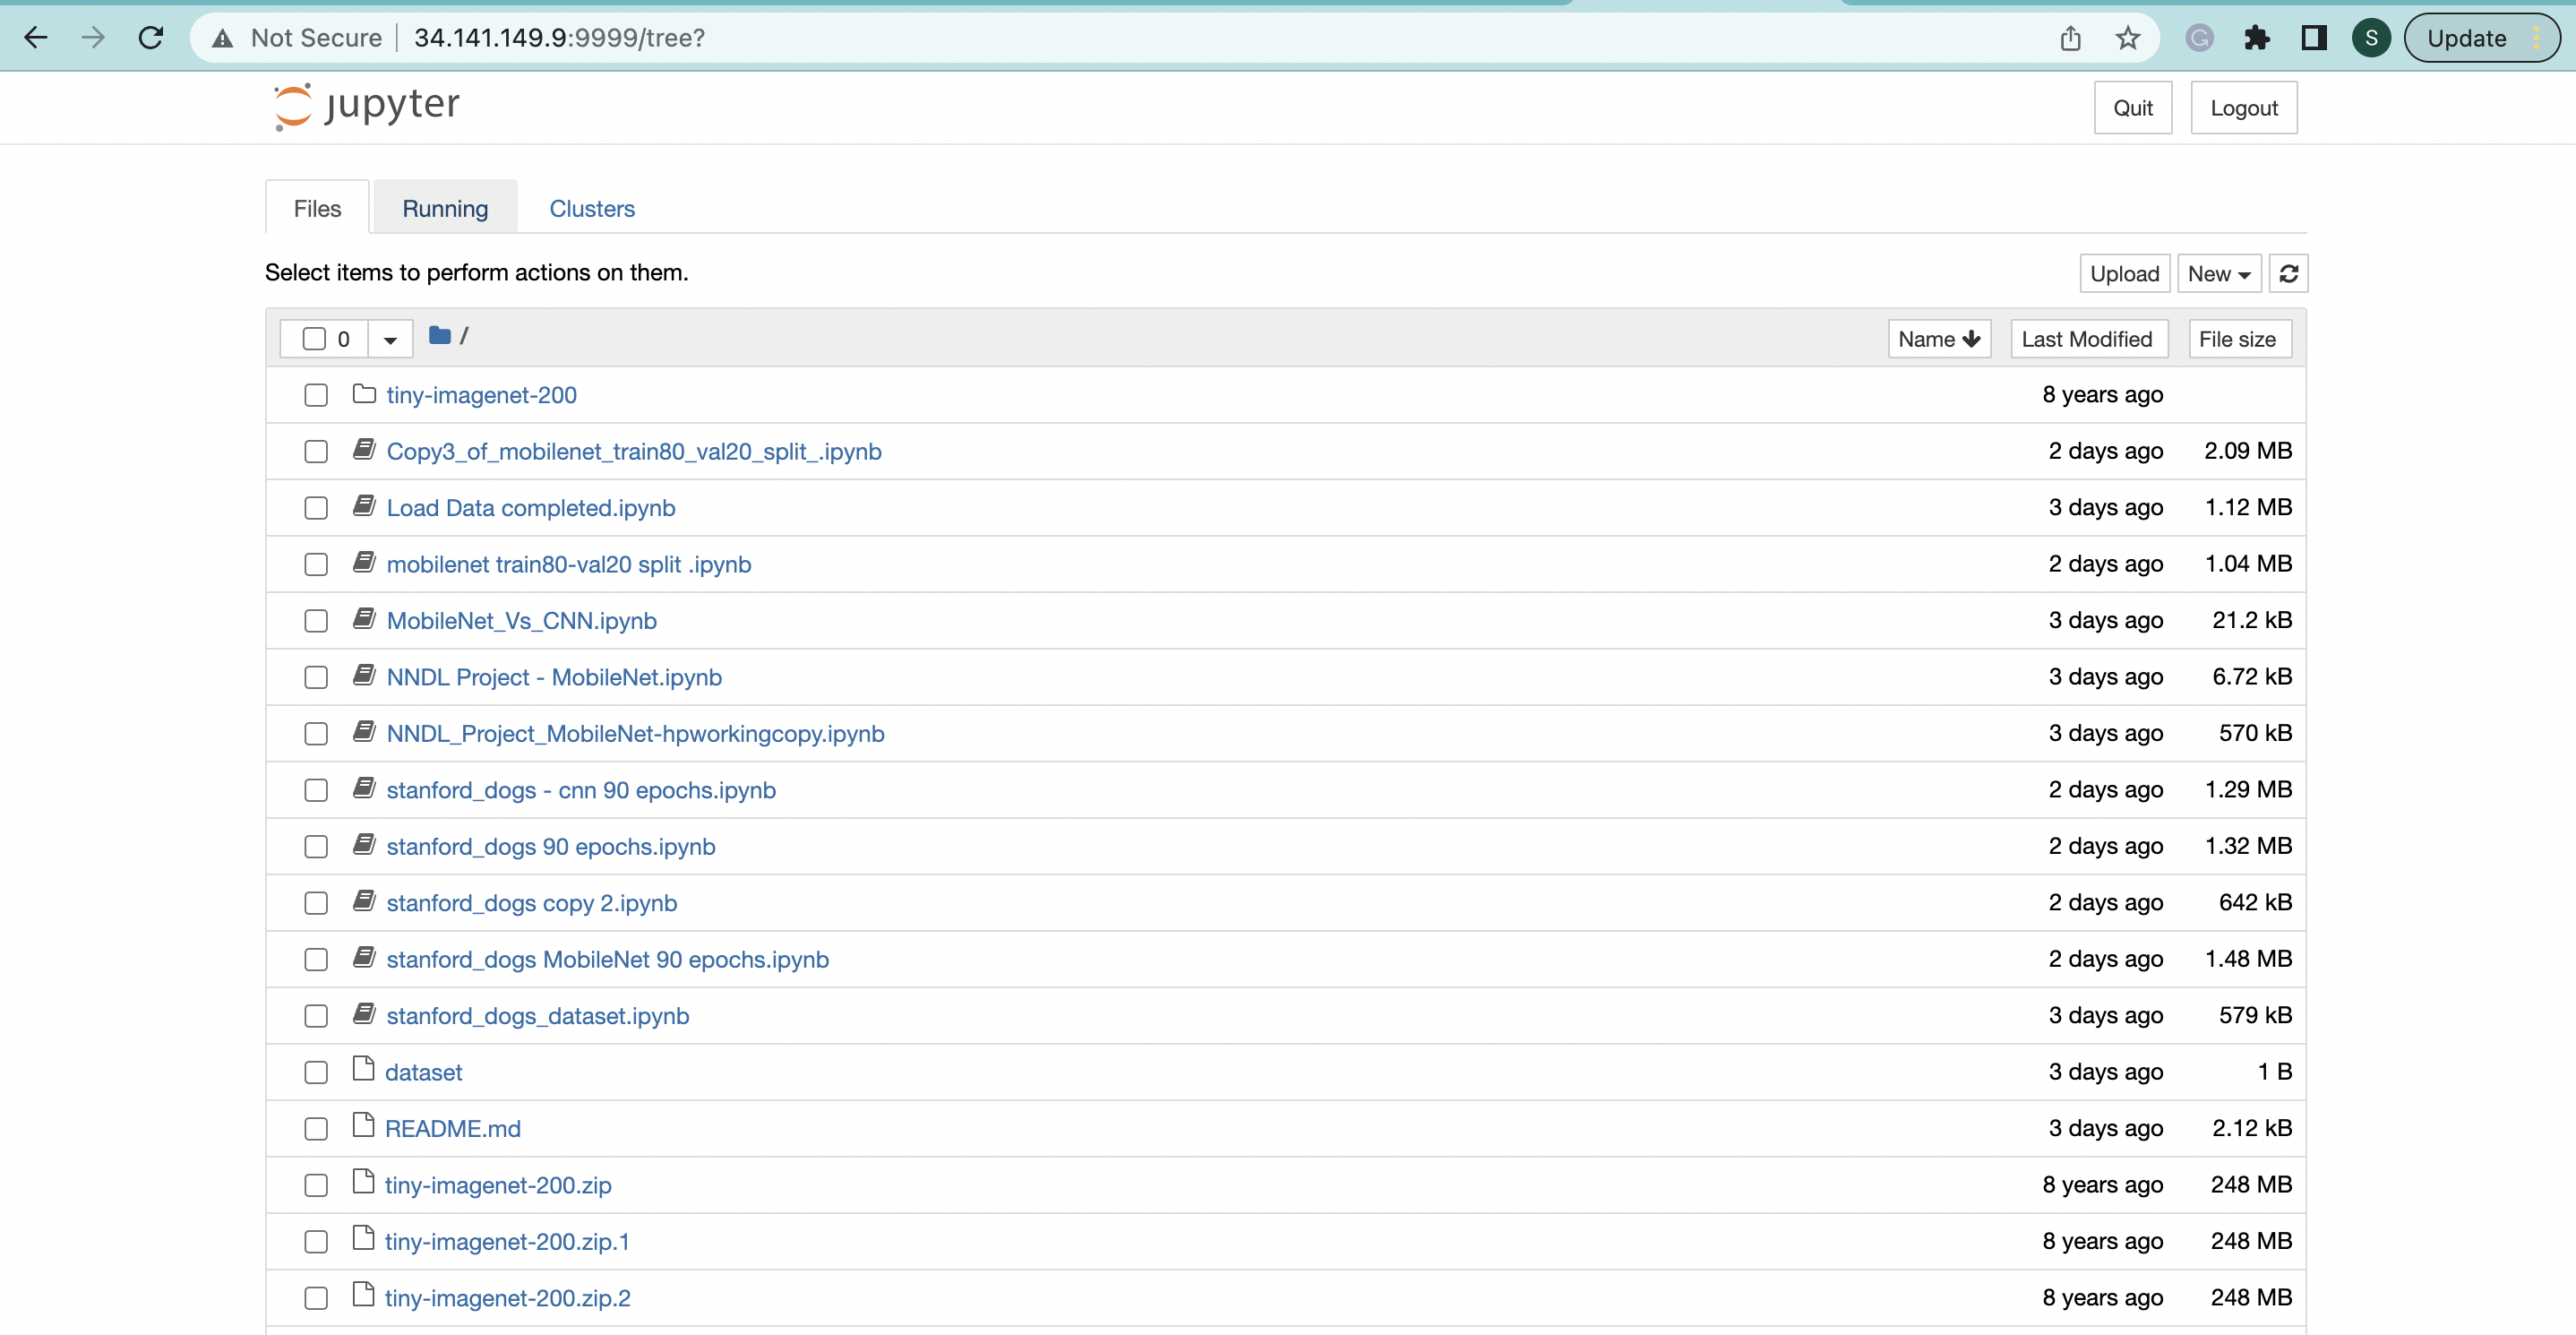 Not Secure 34.141.149.9:9999/tree? S Update
jupyter Quit Logout
Files Running Clusters
Select items to perform actions on them. Upload New
0 / Name Last Modified File size
tiny-imagenet-200 8 years ago
Copy3_of_mobilenet_train80_val20_split_.ipynb 2 days ago 2.09 MB
Load Data completed.ipynb 3 days ago 1.12 MB
mobilenet train80-val20 split .ipynb 2 days ago 1.04 MB
MobileNet_Vs_CNN.ipynb 3 days ago 21.2 kB
NNDL Project - MobileNet.ipynb 3 days ago 6.72 kB
NNDL_Project_MobileNet-hpworkingcopy.ipynb 3 days ago 570 kB
stanford_dogs - cnn 90 epochs.ipynb 2 days ago 1.29 MB
stanford_dogs 90 epochs.ipynb 2 days ago 1.32 MB
stanford_dogs copy 2.ipynb 2 days ago 642 kB
stanford_dogs MobileNet 90 epochs.ipynb 2 days ago 1.48 MB
stanford_dogs_dataset.ipynb 3 days ago 579 kB
dataset 3 days ago 1 B
README.md 3 days ago 2.12 kB
tiny-imagenet-200.zip 8 years ago 248 MB
tiny-imagenet-200.zip.1 8 years ago 248 MB
tiny-imagenet-200.zip.2 8 years ago 248 MB